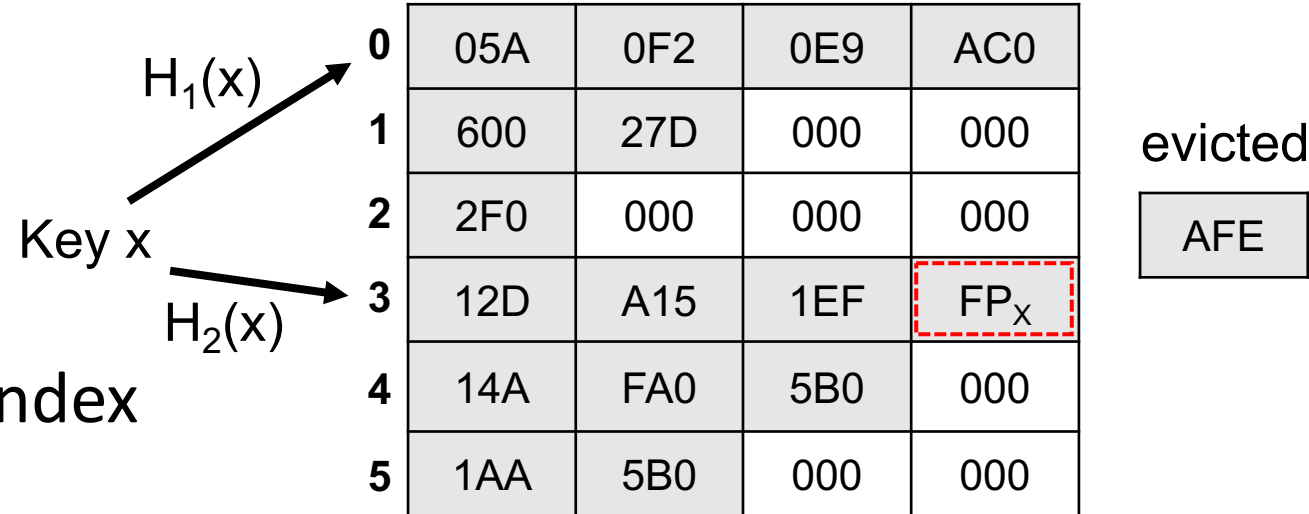 0 05A 0F2 0E9 AC0
H₁(x)
1 600 27D 000 000
evicted
2 2F0 000 000 000
Key x
AFE
3 12D A15 1EF FPₓ
H₂(x)
4 14A FA0 5B0 000
ndex
5 1AA 5B0 000 000